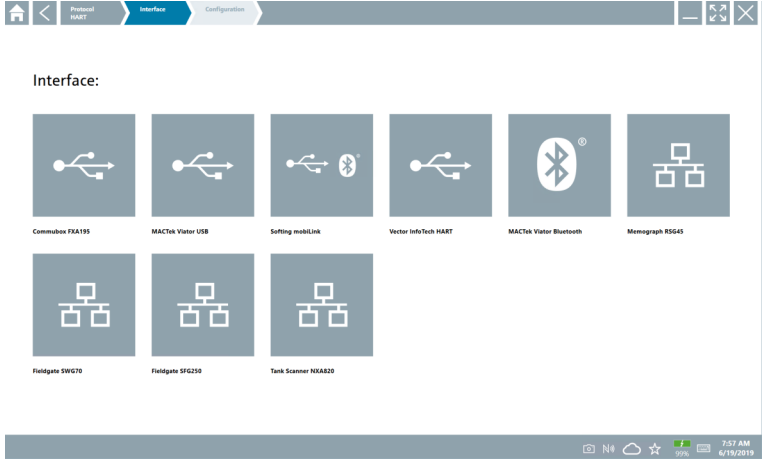 Protocol
HART
Interface
Configuration
Interface:
Commubox FXA195
MACTek Viator USB
Softing mobiLink
Vector InfoTech HART
MACTek Viator Bluetooth
Memograph RSG45
Fieldgate SWG70
Fieldgate SFG250
Tank Scanner NXA820
99%
7:57 AM
6/19/2019